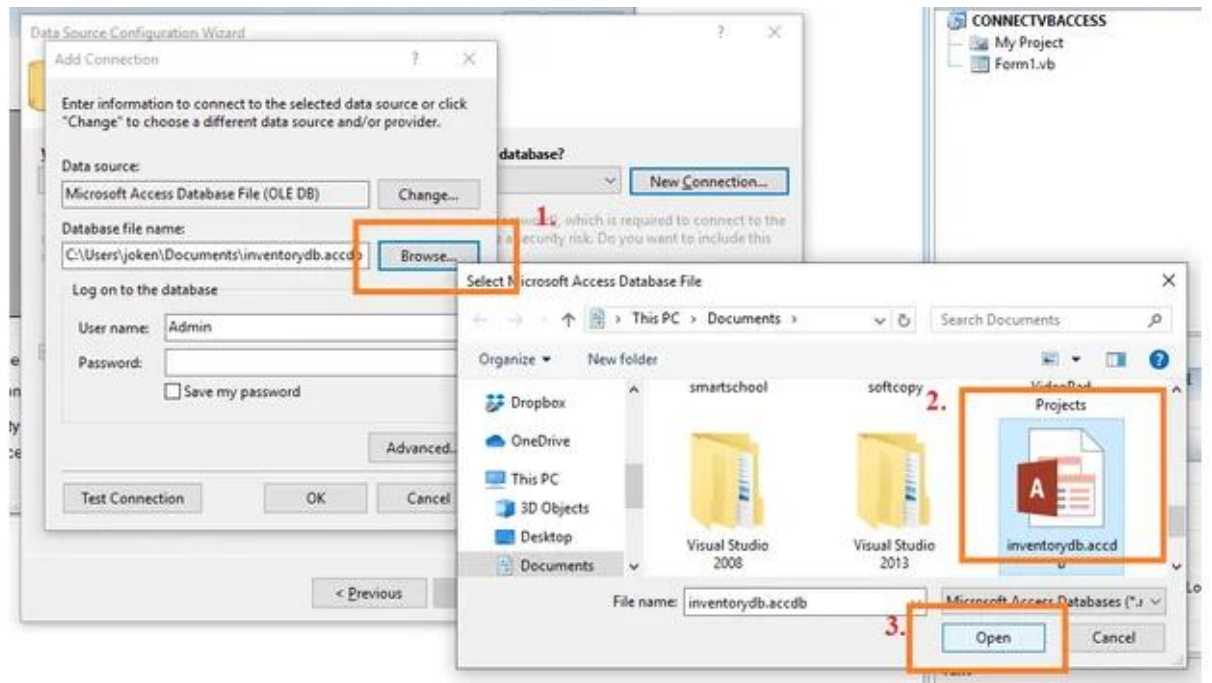 Data Source Configuration Wizard
? ×
Add Connection
? ×
Enter information to connect to the selected data source or click
"Change" to choose a different data source and/or provider.
database?
New Connection...
Data source:
Microsoft Access Database File (OLE DB)
Change...
1.
which is required to connect to the
security risk. Do you want to include this
Database file name:
C:\Users\joken\Documents\inventorydb.accdb
Browse...
Log on to the database
User name: Admin
Password:
Save my password
Advanced...
Test Connection
OK
Cancel
< Previous
CONNECTVBACCESS
My Project
Form1.vb
Select Microsoft Access Database File
This PC > Documents >
Search Documents
Organize
New folder
Dropbox
OneDrive
This PC
3D Objects
Desktop
Documents
smartschool
softcopy
VideoPad
Projects
2.
Visual Studio
2008
Visual Studio
2013
inventorydb.accd
File name: inventorydb.accdb
Microsoft Access Databases (*.
3.
Open
Cancel